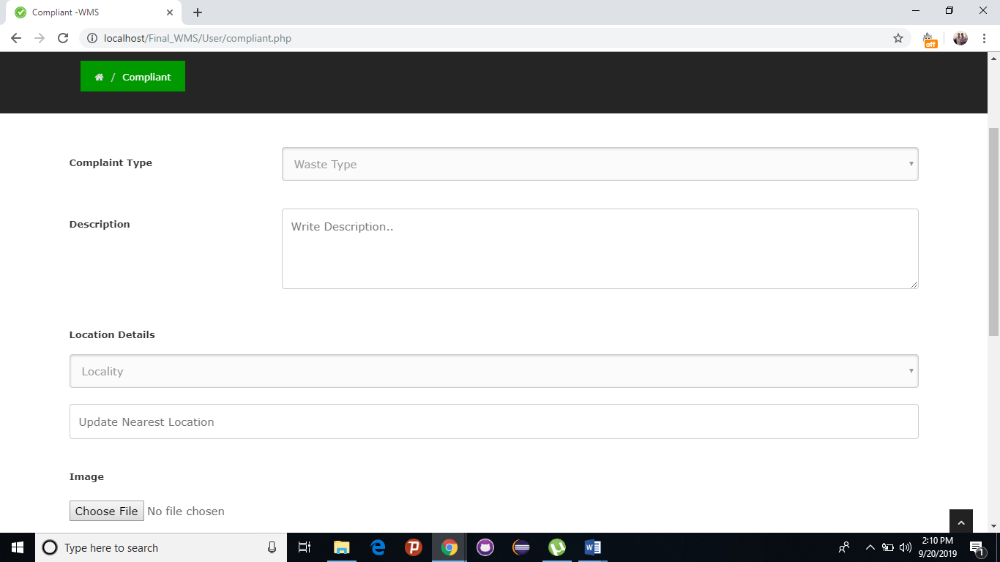 Compliant -WMS
localhost/Final_WMS/User/compliant.php
off
/ Compliant
Complaint Type
Waste Type
Description
Write Description..
Location Details
Locality
Update Nearest Location
Image
Choose File No file chosen
Type here to search
2:10 PM
9/20/2019
1